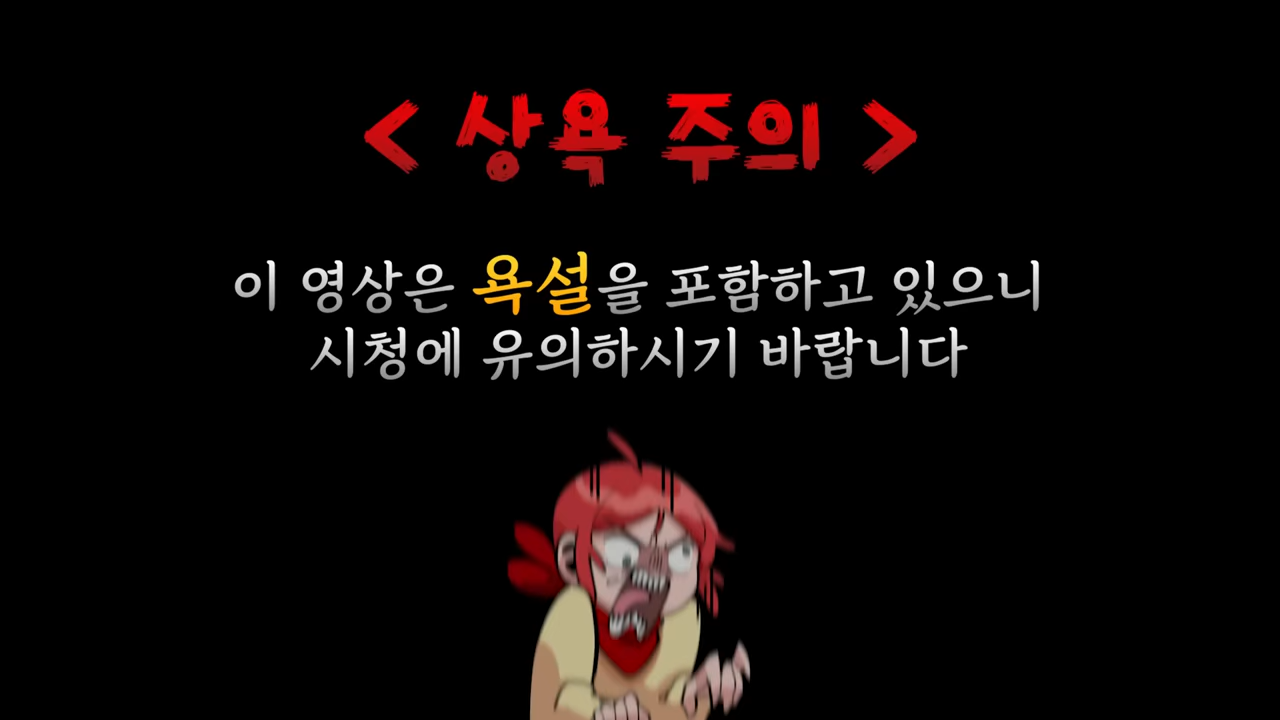 < 상욕 주의 >
이 영상은 욕설을 포함하고 있으니
시청에 유의하시기 바랍니다